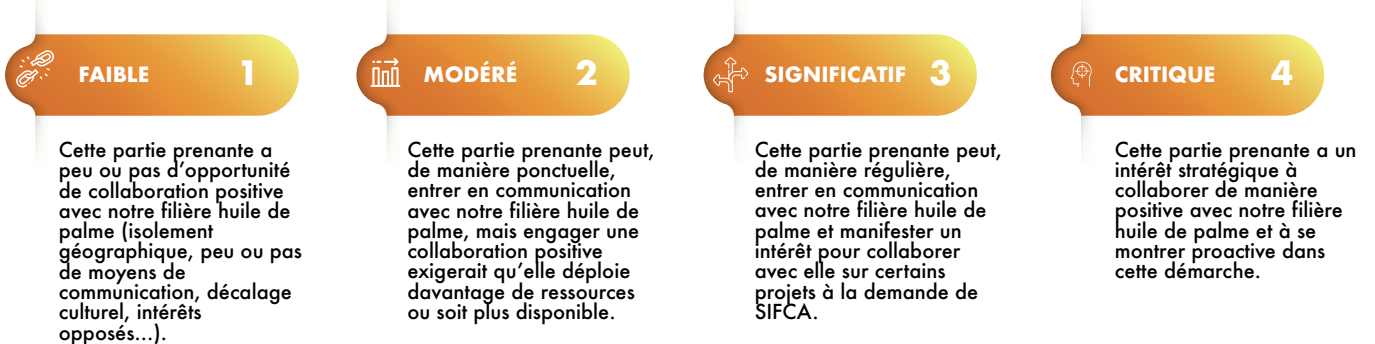 FAIBLE 1
Cette partie prenante a
peu ou pas d'opportunité
de collaboration positive
avec notre filière huile de
palme (isolement
géographique, peu ou pas
de moyens de
communication, décalage
culturel, intérêts
opposés...).
MODÉRÉ 2
Cette partie prenante peut,
de manière ponctuelle,
entrer en communication
avec notre filière huile de
palme, mais engager une
collaboration positive
exigerait qu'elle déploie
davantage de ressources
ou soit plus disponible.
SIGNIFICATIF 3
Cette partie prenante peut,
de manière régulière,
entrer en communication
avec notre filière huile de
palme et manifester un
intérêt pour collaborer
avec elle sur certains
projets à la demande de
SIFCA.
CRITIQUE 4
Cette partie prenante a un
intérêt stratégique à
collaborer de manière
positive avec notre filière
huile de palme et à se
montrer proactive dans
cette démarche.